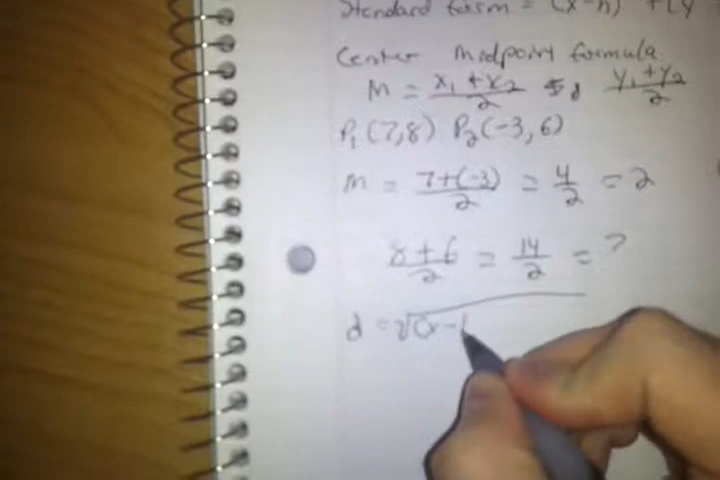 Standard form = (x-h) + (y
Center Midpoint formula
M = x₁ + x₂ / 2 , y₁ + y₂ / 2
P₁ (7,8) P₂ (-3, 6)
m = 7+(-3) / 2 = 4 / 2 = 2
8+6 / 2 = 14 / 2 = 7
d = √(x-